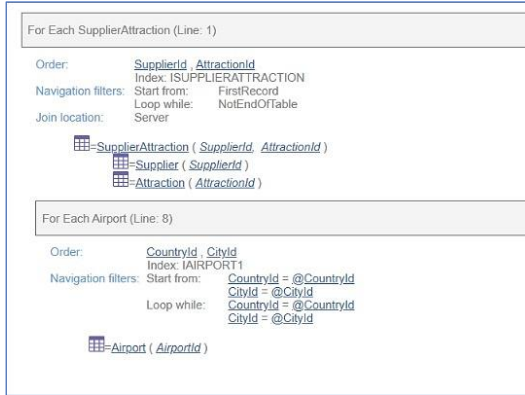 For Each SupplierAttraction (Line: 1)
Order: SupplierId , AttractionId
Index: ISUPPLIERATTRACTION
Navigation filters: Start from: FirstRecord
Loop while: NotEndOfTable
Join location: Server
=SupplierAttraction ( SupplierId, AttractionId )
=Supplier ( SupplierId )
=Attraction ( AttractionId )
For Each Airport (Line: 8)
Order: CountryId , CityId
Index: IAIRPORT1
Navigation filters: Start from: CountryId = @CountryId
CityId = @CityId
Loop while: CountryId = @CountryId
CityId = @CityId
=Airport ( AirportId )